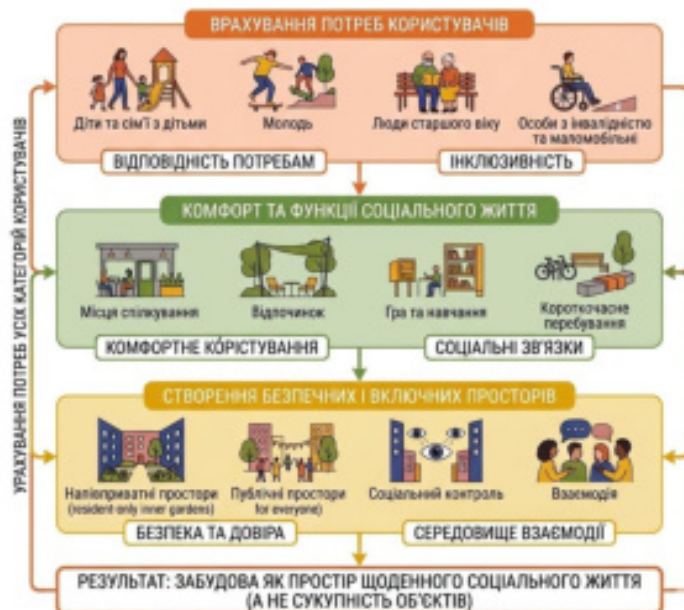 ВРАХУВАННЯ ПОТРЕБ КОРИСТУВАЧІВ
Діти та сім'ї з дітьми
Молодь
Люди старшого віку
Особи з інвалідністю
та маломобільні
ВІДПОВІДНІСТЬ ПОТРЕБАМ
ІНКЛЮЗИВНІСТЬ
УРАХУВАННЯ ПОТРЕБ УСІХ КАТЕГОРІЙ КОРИСТУВАЧІВ
КОМФОРТ ТА ФУНКЦІЇ СОЦІАЛЬНОГО ЖИТТЯ
Місця спілкування
Відпочинок
Гра та навчання
Короткочасне
перебування
КОМФОРТНЕ КО́РИСТУВАННЯ
СОЦІАЛЬНІ ЗВ'ЯЗКИ
СТВОРЕННЯ БЕЗПЕЧНИХ І ВКЛЮЧНИХ ПРОСТОРІВ
Напівприватні простори
(resident-only inner gardens)
Публічні простори
for everyone)
Соціальний контроль
Взаємодія
БЕЗПЕКА ТА ДОВІРА
СЕРЕДОВИЩЕ ВЗАЄМОДІЇ
РЕЗУЛЬТАТ: ЗАБУДОВА ЯК ПРОСТІР ЩОДЕННОГО СОЦІАЛЬНОГО ЖИТТЯ
(А НЕ СУКУПНІСТЬ ОБ'ЄКТІВ)